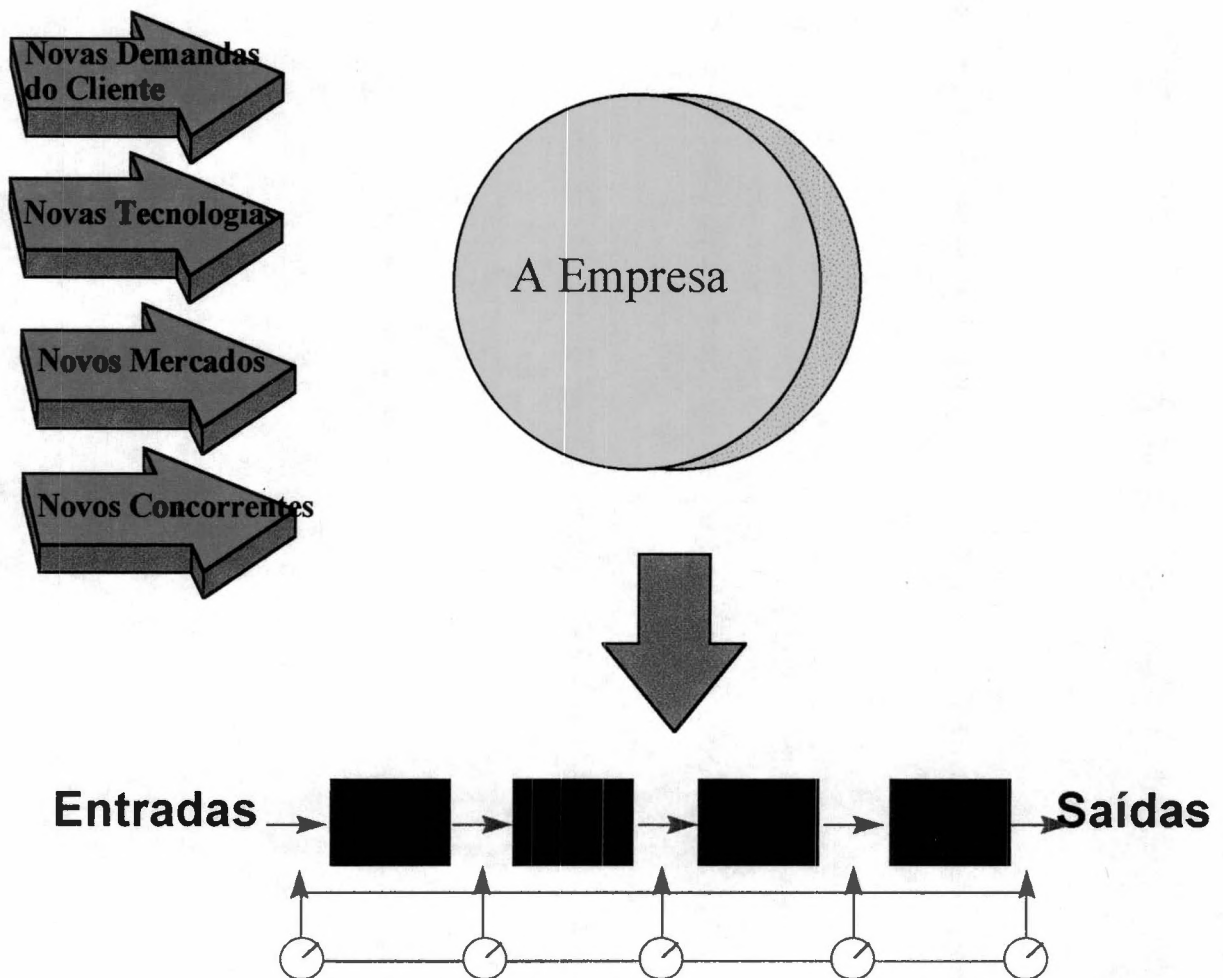 Novas Demandas
do Cliente
Novas Tecnologias
Novos Mercados
Novos Concorrentes
A Empresa
Entradas
Saídas